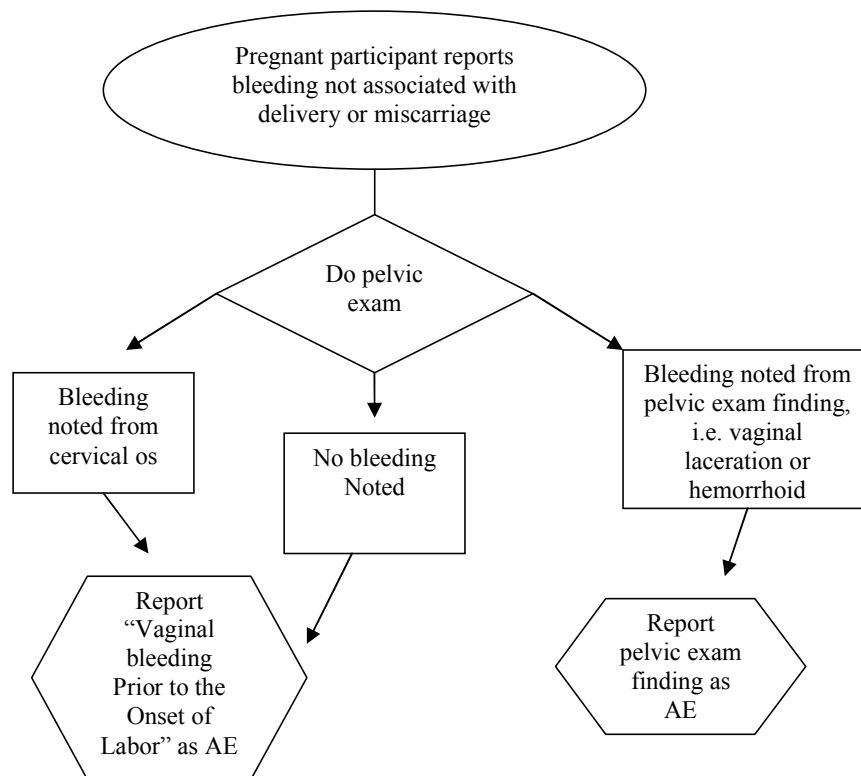 Pregnant participant reports
bleeding not associated with
delivery or miscarriage
Do pelvic
exam
Bleeding
noted from
cervical os
No bleeding
Noted
Bleeding noted from
pelvic exam finding,
i.e. vaginal
laceration or
hemorrhoid
Report
“Vaginal
bleeding
Prior to the
Onset of
Labor” as AE
Report
pelvic exam
finding as
AE